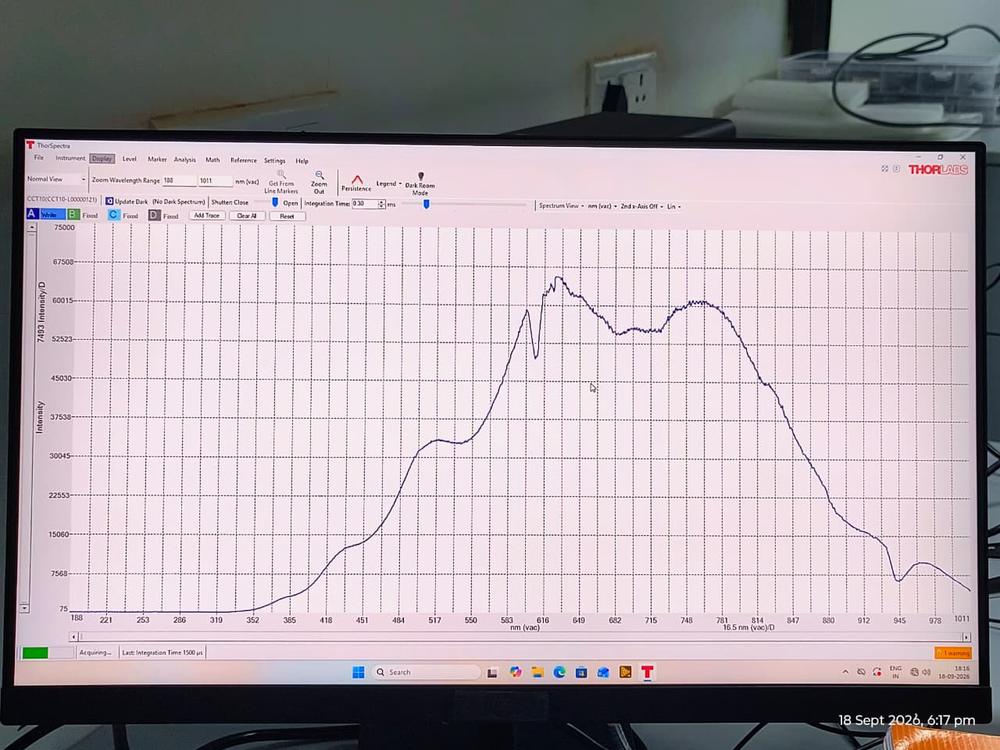 ThorSpectra
File Instrument Display Level Marker Analysis Math Reference Settings Help
THORLABS
Normal View Zoom Wavelength Range 188 1011 nm (vac) Get From Line Markers Zoom Out Persistence Legend Dark Room Mode
CCT10(CCT10-L00000121) Update Dark (No Dark Spectrum) Shutter: Close Open Integration Time: 0.30 ms Spectrum View nm (vac) 2nd x-Axis Off Lin
A Write B Fixed C Fixed D Fixed Add Trace Clear All Reset
75000
67508
60015
52523
45030
37538
30045
22553
15060
7568
75
7493 Intensity/D
Intensity
188 221 253 286 319 352 385 418 451 484 517 550 583 616 649 682 715 748 781 814 847 880 912 945 978 1011
nm (vac) 16.5 nm (vac)/D
Acquiring... Last: Integration Time 1500 µs 1 warning
Search
ENG
IN
18:16
18-09-2026
18 Sept 2026, 6:17 pm